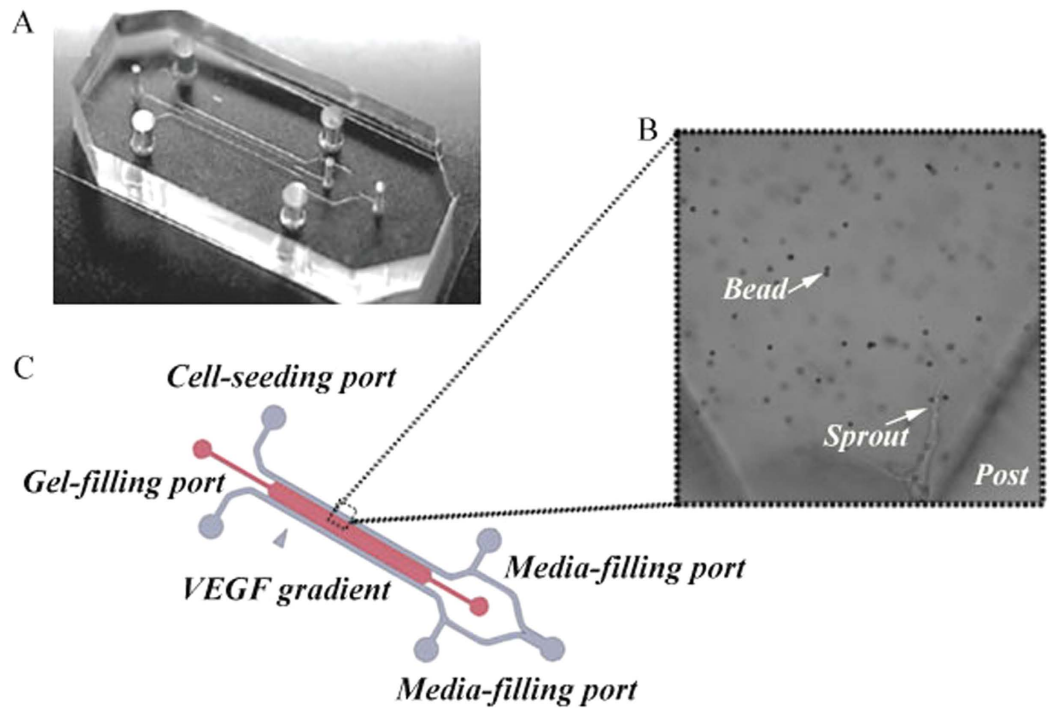 A
B
Bead
Sprout
Post
C
Cell-seeding port
Gel-filling port
VEGF gradient
Media-filling port
Media-filling port